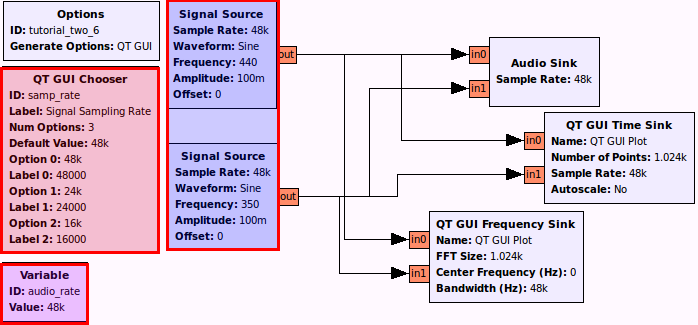 Options
ID: tutorial_two_6
Generate Options: QT GUI
QT GUI Chooser
ID: samp_rate
Label: Signal Sampling Rate
Num Options: 3
Default Value: 48k
Option 0: 48k
Label 0: 48000
Option 1: 24k
Label 1: 24000
Option 2: 16k
Label 2: 16000
Variable
ID: audio_rate
Value: 48k
Signal Source
Sample Rate: 48k
Waveform: Sine
Frequency: 440
Amplitude: 100m
Offset: 0
out
Signal Source
Sample Rate: 48k
Waveform: Sine
Frequency: 350
Amplitude: 100m
Offset: 0
out
in0
in1
Audio Sink
Sample Rate: 48k
in0
in1
QT GUI Time Sink
Name: QT GUI Plot
Number of Points: 1.024k
Sample Rate: 48k
Autoscale: No
in0
in1
QT GUI Frequency Sink
Name: QT GUI Plot
FFT Size: 1.024k
Center Frequency (Hz): 0
Bandwidth (Hz): 48k